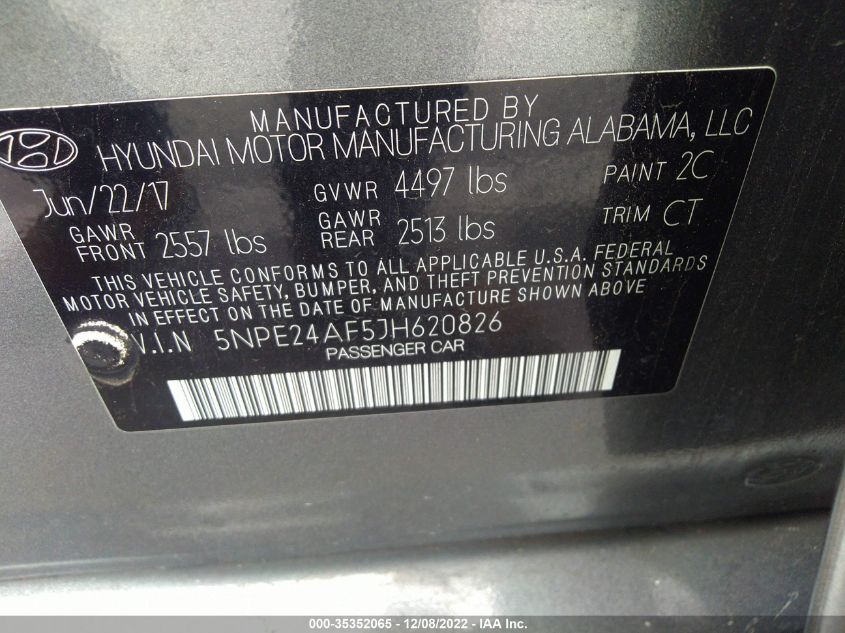 MANUFACTURED BY
HYUNDAI MOTOR MANUFACTURING ALABAMA, LLC
Jun/22/17 GVWR 4497 lbs PAINT 2C
GAWR FRONT 2557 lbs GAWR REAR 2513 lbs TRIM CT
THIS VEHICLE CONFORMS TO ALL APPLICABLE U.S.A. FEDERAL
MOTOR VEHICLE SAFETY, BUMPER, AND THEFT PREVENTION STANDARDS
IN EFFECT ON THE DATE OF MANUFACTURE SHOWN ABOVE
V.I.N 5NPE24AF5JH620826
PASSENGER CAR
000-35352065 - 12/08/2022 - IAA Inc.